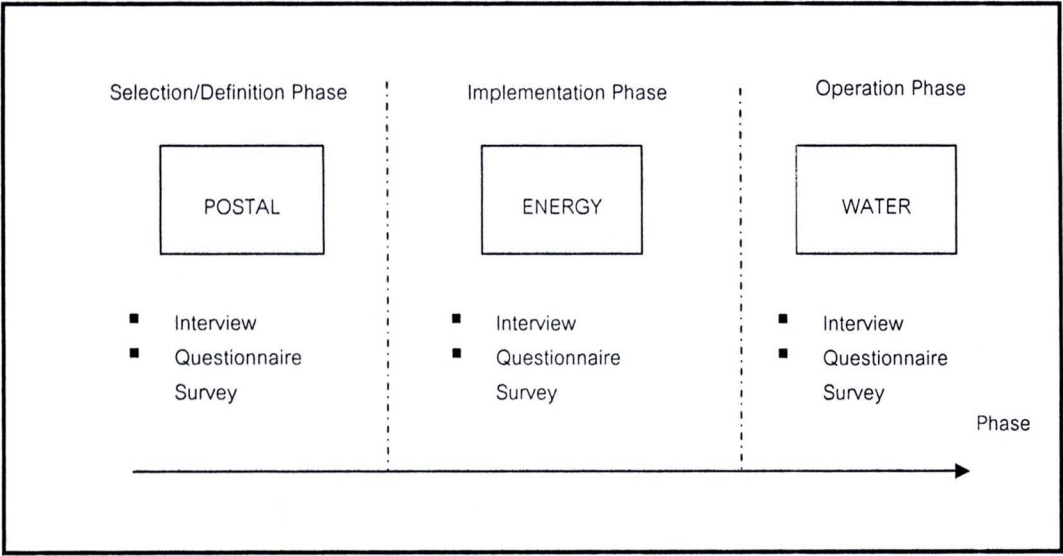 Selection/Definition Phase
Implementation Phase
Operation Phase
POSTAL
ENERGY
WATER
▪ Interview
▪ Questionnaire
Survey
▪ Interview
▪ Questionnaire
Survey
▪ Interview
▪ Questionnaire
Survey
Phase